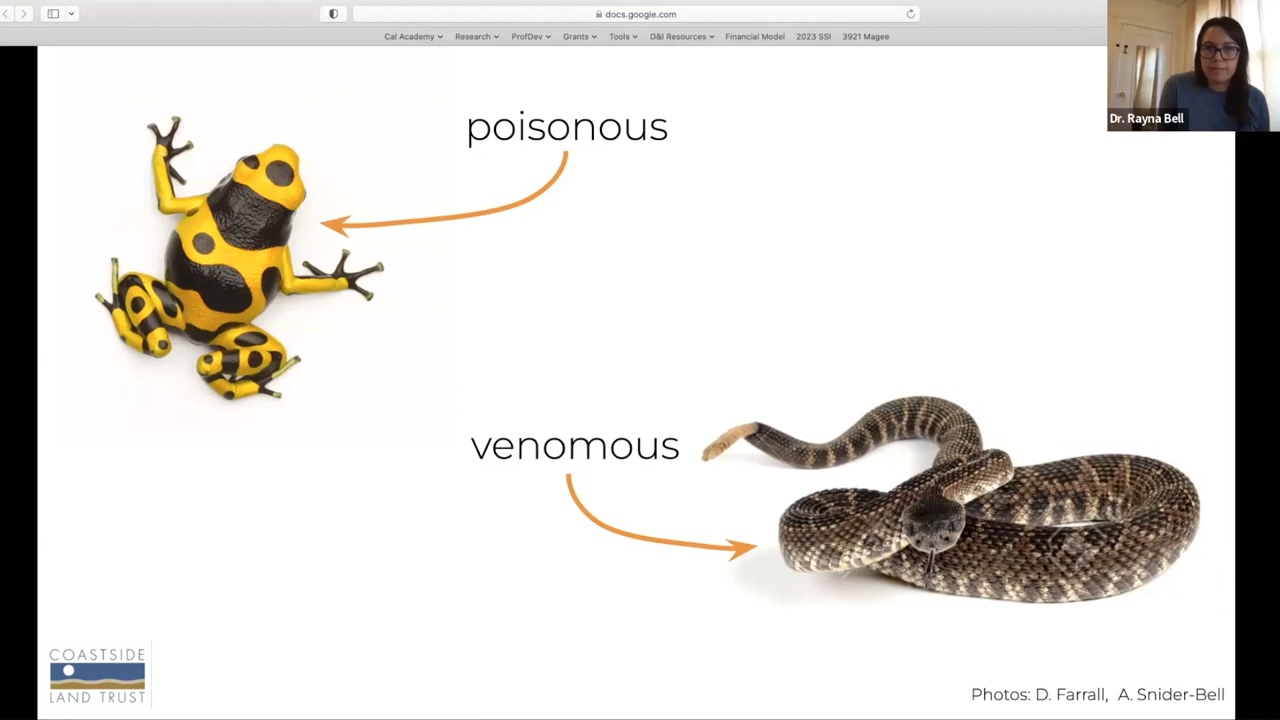 docs.google.com
Cal Academy Research ProfDev Grants Tools D&I Resources Financial Model 2023 SSI 3921 Magee
Dr. Rayna Bell
poisonous
venomous
COASTSIDE
LAND TRUST
Photos: D. Farrall, A. Snider-Bell